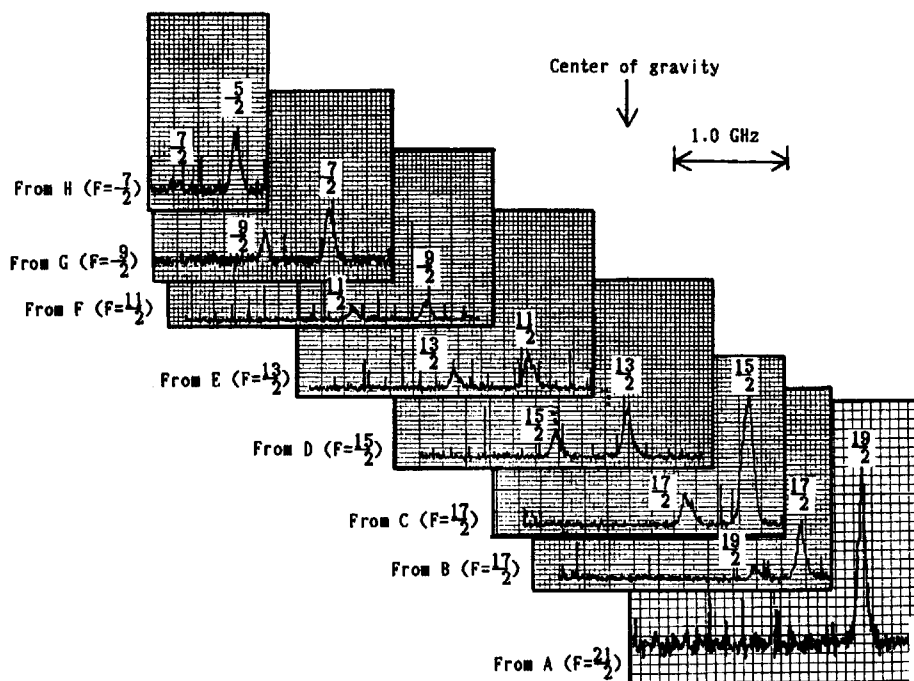 Center of gravity
1.0 GHz
-5/2
-7/2
From H (F=-7/2)
-7/2
-9/2
From G (F=-9/2)
-9/2
11/2
From F (F=11/2)
11/2
13/2
From E (F=13/2)
13/2
15/2
From D (F=15/2)
15/2
17/2
From C (F=17/2)
17/2
19/2
From B (F=17/2)
19/2
From A (F=21/2)